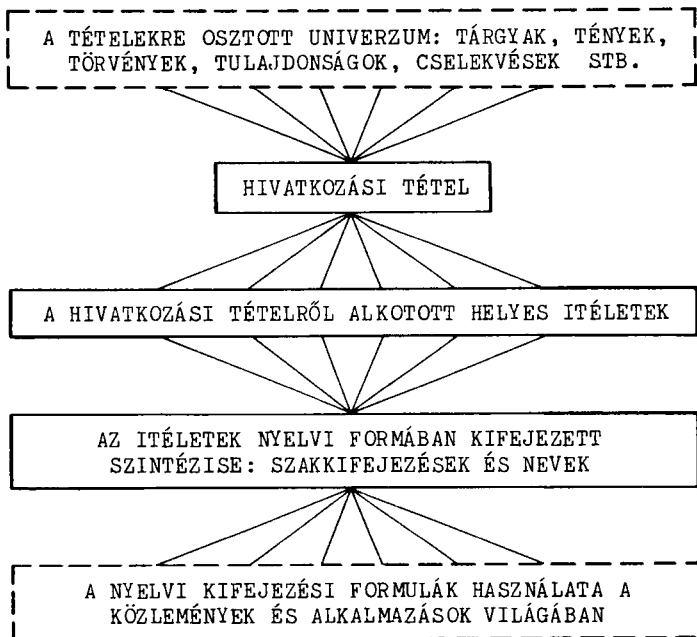 A TÉTELEKRE OSZTOTT UNIVERZUM: TÁRGYAK, TÉNYEK,
TÖRVÉNYEK, TULAJDONSÁGOK, CSELEKVÉSEK STB.
HIVATKOZÁSI TÉTEL
A HIVATKOZÁSI TÉTELRŐL ALKOTOTT HELYES ITÉLETEK
AZ ITÉLETEK NYELVI FORMÁBAN KIFEJEZETT
SZINTÉZISE: SZAKKIFEJEZÉSEK ÉS NEVEK
A NYELVI KIFEJEZÉSI FORMULÁK HASZNÁLATA A
KÖZLEMÉNYEK ÉS ALKALMAZÁSOK VILÁGÁBAN